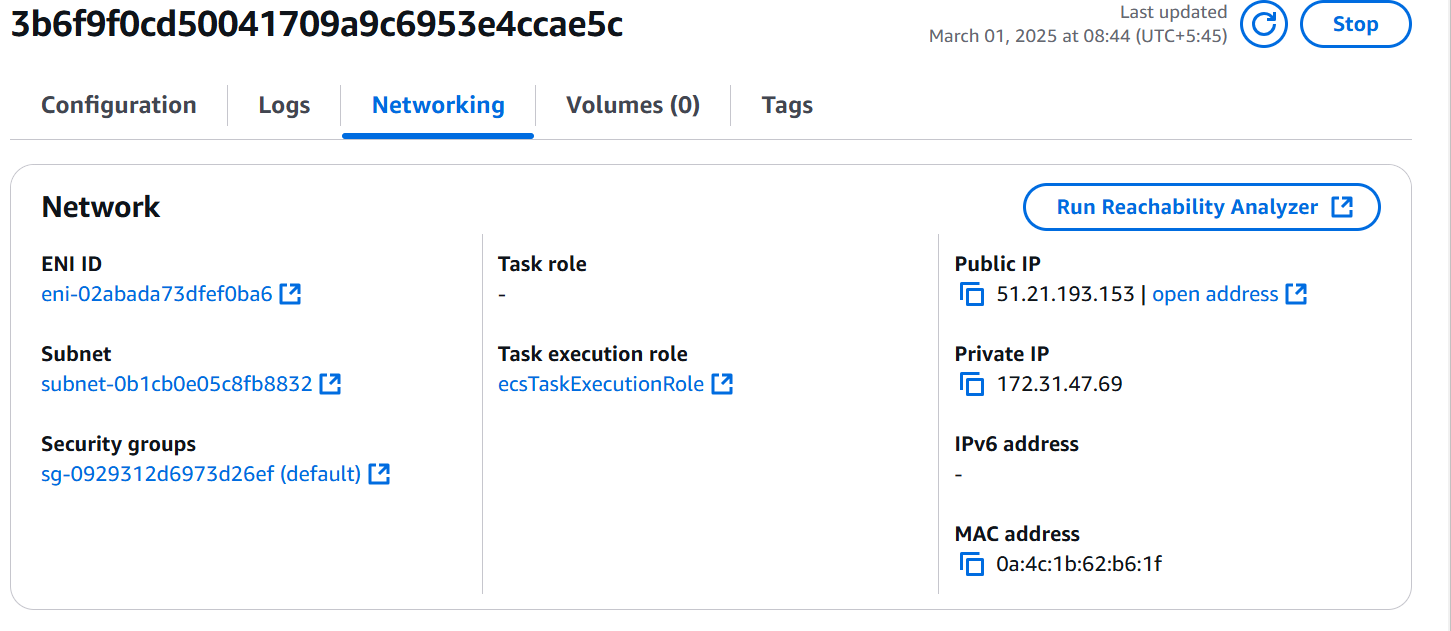 3b6f9f0cd50041709a9c6953e4ccae5c
Last updated
March 01, 2025 at 08:44 (UTC+5:45)
Stop
Configuration
Logs
Networking
Volumes (0)
Tags
Network
Run Reachability Analyzer
ENI ID
eni-02abada73dfef0ba6
Subnet
subnet-0b1cb0e05c8fb8832
Security groups
sg-0929312d6973d26ef (default)
Task role
-
Task execution role
ecsTaskExecutionRole
Public IP
51.21.193.153 | open address
Private IP
172.31.47.69
IPv6 address
-
MAC address
0a:4c:1b:62:b6:1f